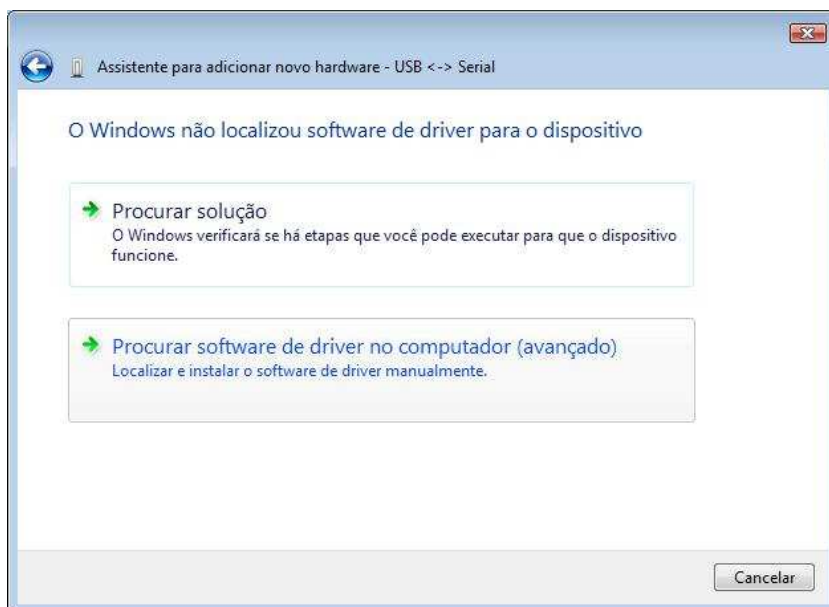 Assistente para adicionar novo hardware - USB <-> Serial
O Windows não localizou software de driver para o dispositivo
Procurar solução
O Windows verificará se há etapas que você pode executar para que o dispositivo
funcione.
Procurar software de driver no computador (avançado)
Localizar e instalar o software de driver manualmente.
Cancelar